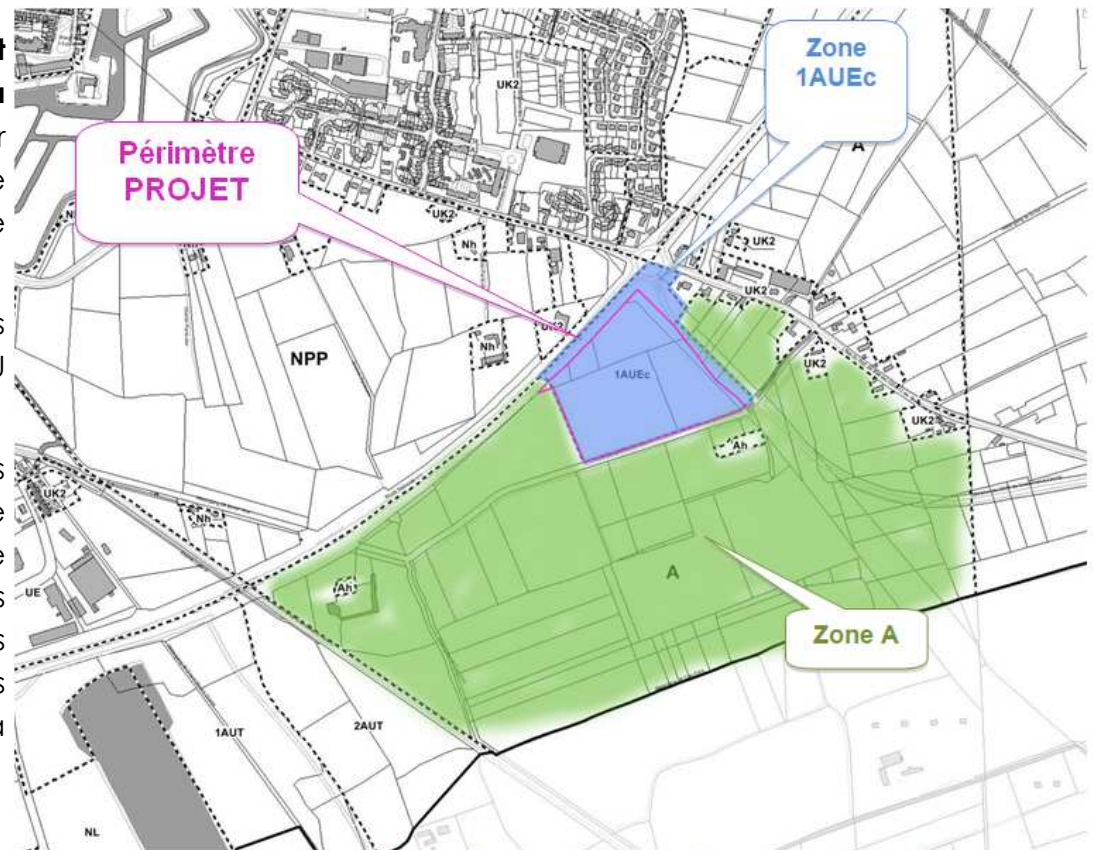 t
r
e
e
s
U
s
e
e
s
s
s
a
Zone
1AUEc
Périmètre
PROJET
UK2
A
UK2
Nh
UK2
UK2
NPP
Nh
1AUEc
UK2
UK2
Ah
UK2
Nh
Ah
A
UE
Zone A
1AUT
2AUT
NL